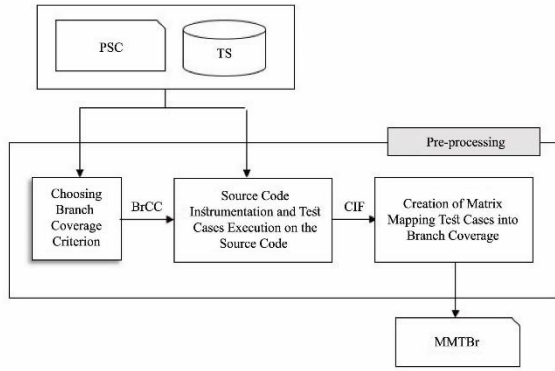 PSC
TS
Pre-processing
Choosing
Branch
Coverage
Criterion
BrCC
Source Code
Instrumentation and Test
Cases Execution on the
Source Code
CIF
Creation of Matrix
Mapping Test Cases into
Branch Coverage
MMTBr